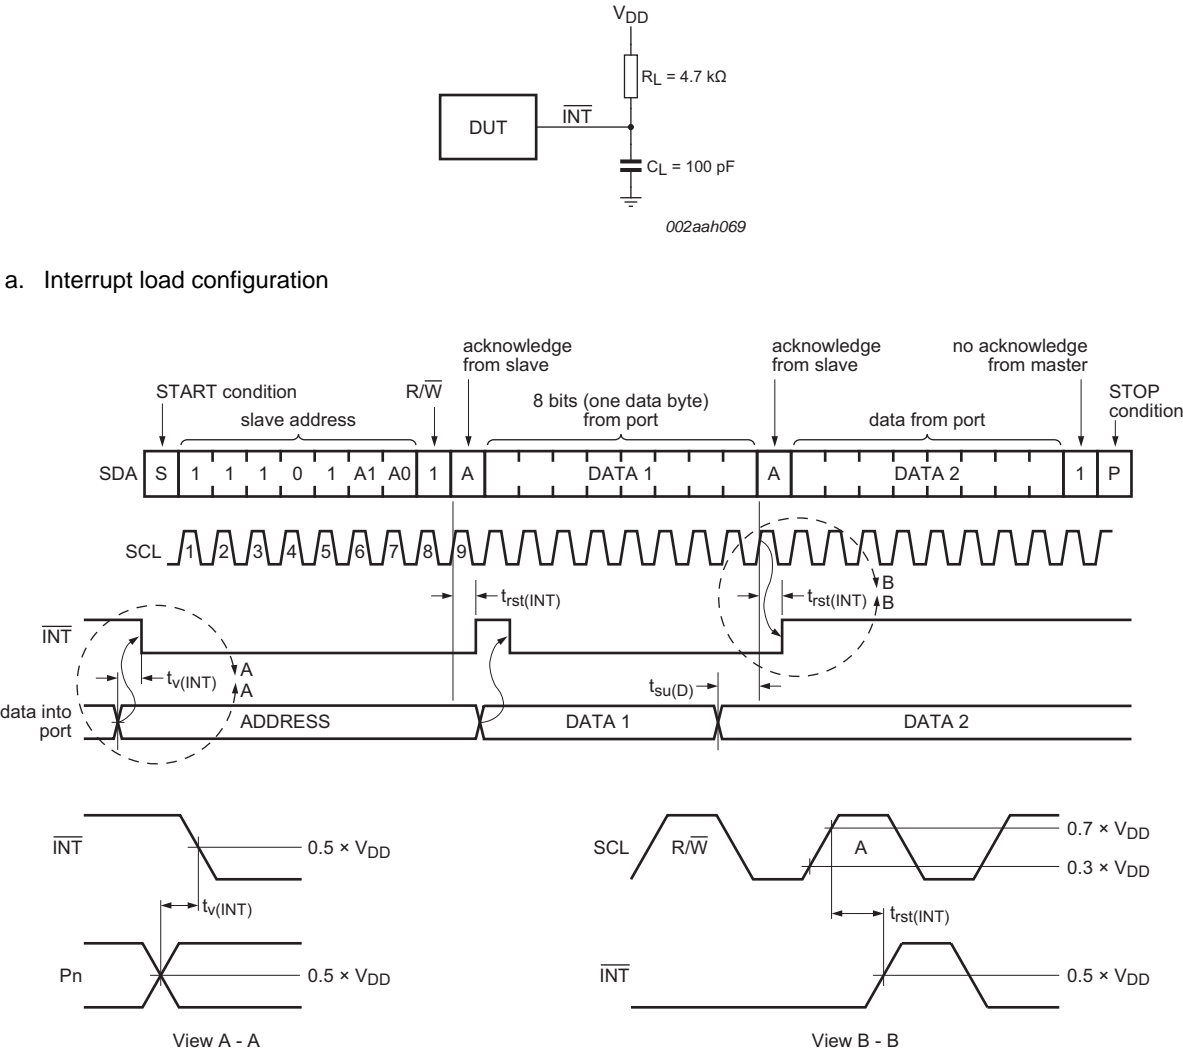 VDD
RL = 4.7 kΩ
DUT
INT
CL = 100 pF
002aah069
a. Interrupt load configuration
acknowledge
from slave
acknowledge
from slave
no acknowledge
from master
START condition
R/W
STOP
condition
slave address
8 bits (one data byte)
from port
data from port
SDA S 1 1 1 0 1 A1 A0 1 A DATA 1 A DATA 2 1 P
SCL 1 2 3 4 5 6 7 8 9
B
B
trst(INT)
trst(INT)
INT
A
A
tv(INT)
tsu(D)
data into
port
ADDRESS DATA 1 DATA 2
INT
0.5 × VDD
tv(INT)
Pn
0.5 × VDD
View A - A
SCL R/W A
0.7 × VDD
0.3 × VDD
trst(INT)
INT
0.5 × VDD
View B - B